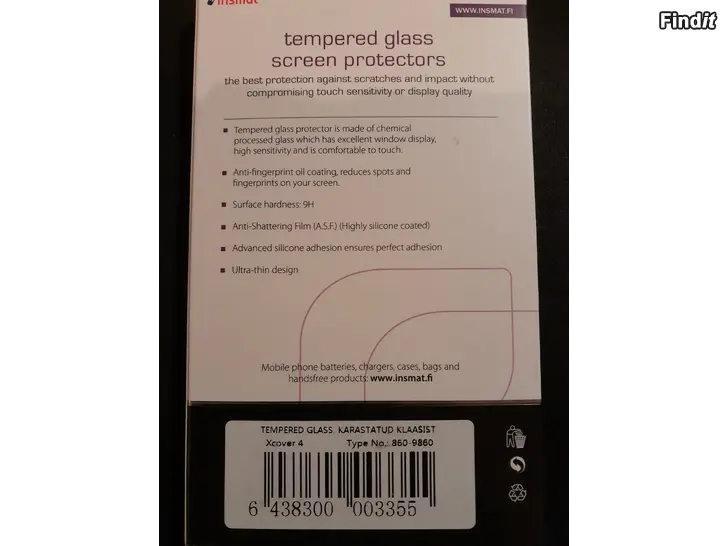 insmat
WWW.INSMAT.FI
Findit
tempered glass
screen protectors
the best protection against scratches and impact without
compromising touch sensitivity or display quality
Tempered glass protector is made of chemical
processed glass which has excellent window display,
high sensitivity and is comfortable to touch.
Anti-fingerprint oil coating, reduces spots and
fingerprints on your screen.
Surface hardness: 9H
Anti-Shattering Film (A.S.F.) (Highly silicone coated)
Advanced silicone adhesion ensures perfect adhesion
Ultra-thin design
Mobile phone batteries, chargers, cases, bags and
handsfree products: www.insmat.fi
TEMPERED GLASS, KARASTATUD KLAASIST
Xcover 4 Type No.: 860-9860
6 438300 003355